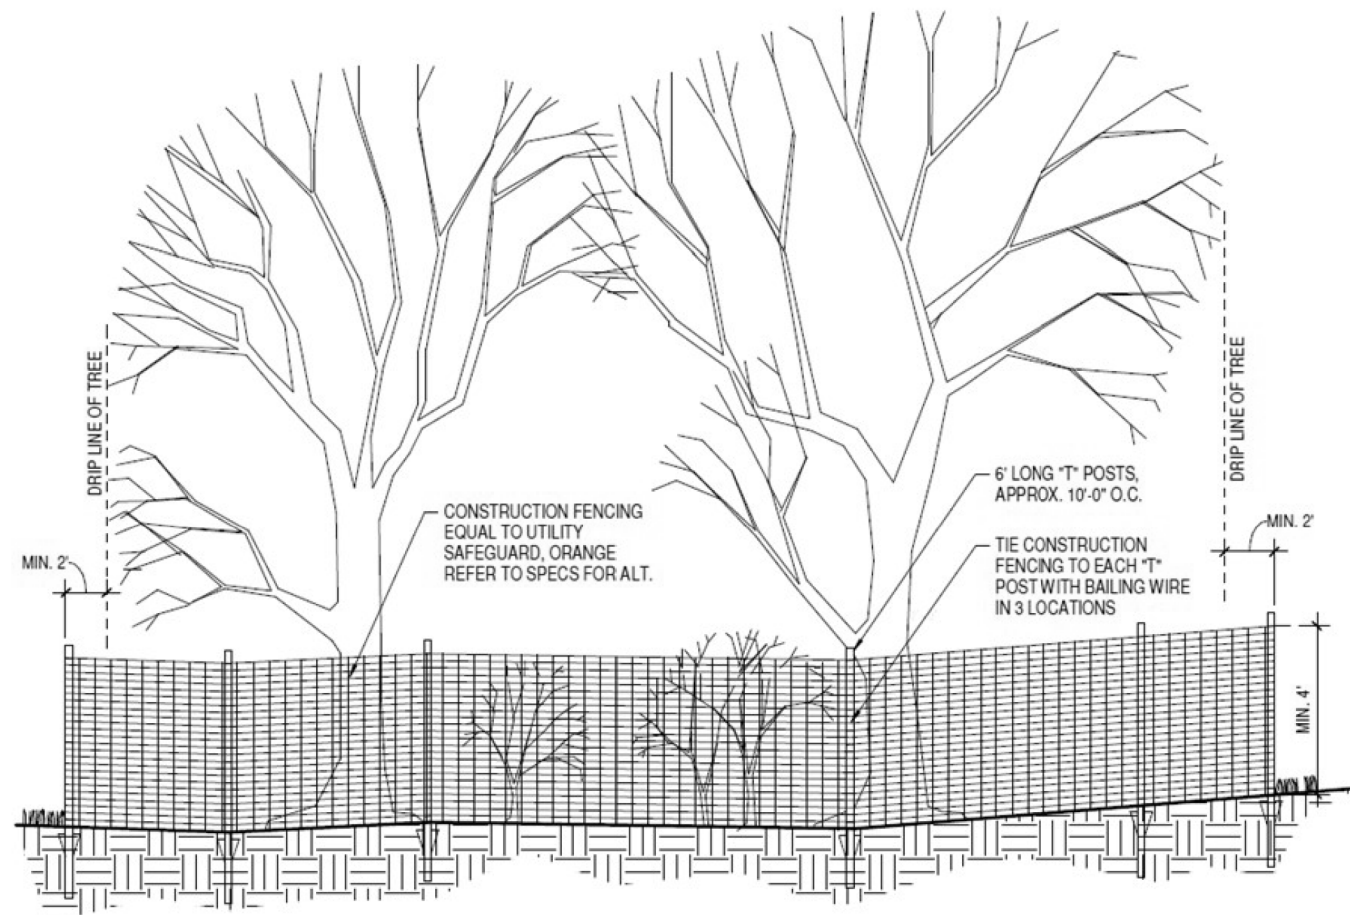 DRIP LINE OF TREE
DRIP LINE OF TREE
6' LONG "T" POSTS,
APPROX. 10'-0" O.C.
CONSTRUCTION FENCING
EQUAL TO UTILITY
SAFEGUARD, ORANGE
REFER TO SPECS FOR ALT.
MIN. 2'
MIN. 2'
TIE CONSTRUCTION
FENCING TO EACH "T"
POST WITH BAILING WIRE
IN 3 LOCATIONS
MIN. 4'